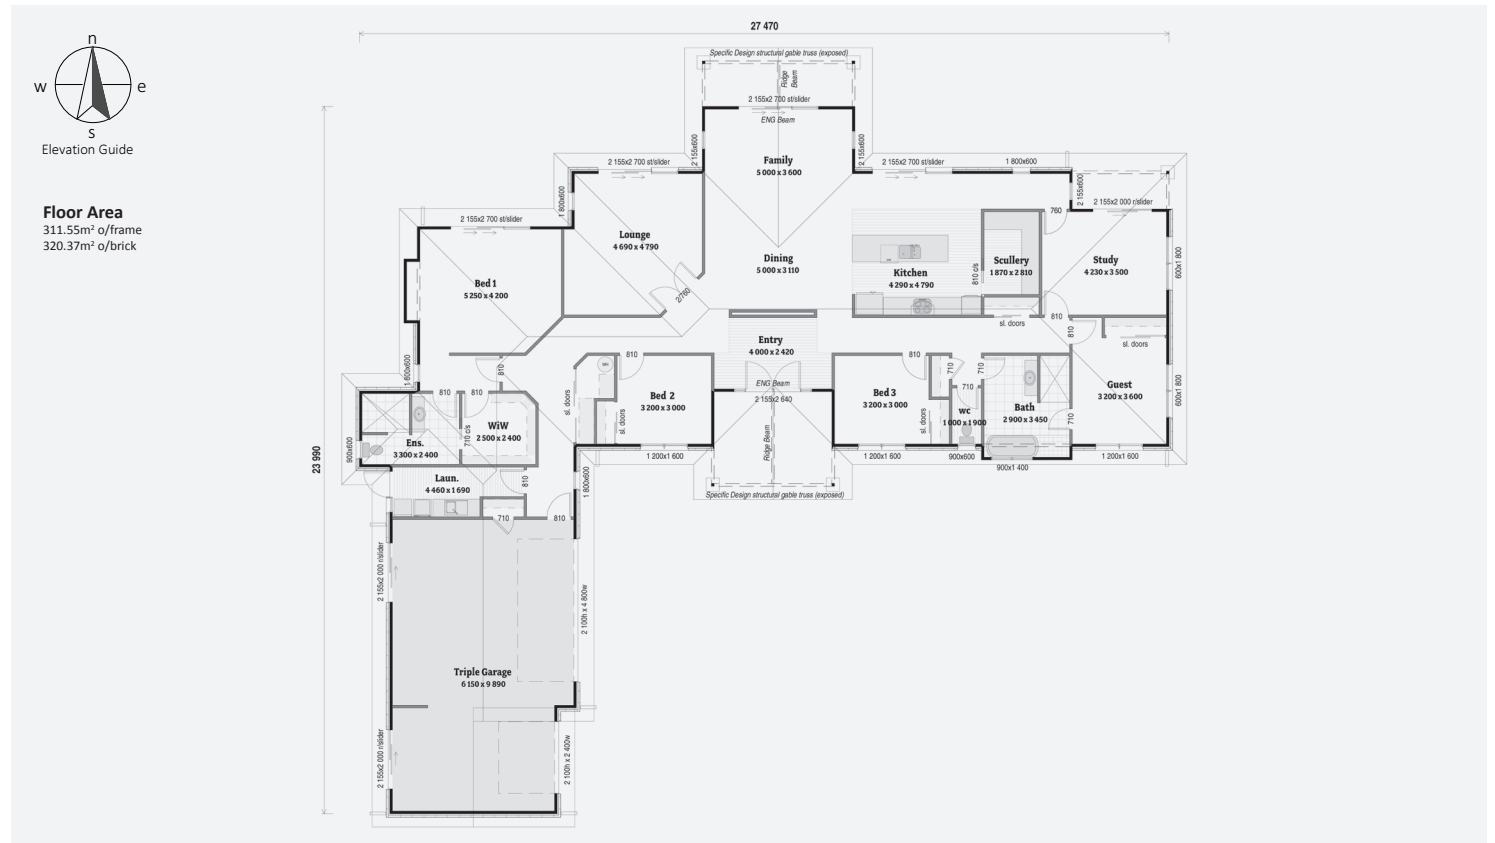 27 470
n
w e
s
Elevation Guide
Floor Area
311.55m² o/frame
320.37m² o/brick
23 990
Specific Design structural gable truss (exposed)
Ridge Beam
2 155x2 700 st/slider
ENG Beam
2 155x600
2 155x600
Family
5 000 x 3 600
2 155x2 700 st/slider
2 155x2 700 st/slider
1 800x600
1 800x600
2 155x600
2 155x2 000 r/slider
760
2 155x2 700 st/slider
Lounge
4 690 x 4 790
2/760
Dining
5 000 x 3 110
Kitchen
4 290 x 4 790
810 c/s
Scullery
1 870 x 2 810
Study
4 230 x 3 500
600x1 800
Bed 1
5 250 x 4 200
1 800x600
810
sl. doors
810
810
sl. doors
Entry
4 000 x 2 420
ENG Beam
2 155x2 640
Ridge Beam
Specific Design structural gable truss (exposed)
810
810
810
810
sl. doors
Bed 2
3 200 x 3 000
sl. doors
1 200x1 600
810
Bed 3
3 200 x 3 000
sl. doors
1 200x1 600
710
710
710
wc
1 000 x 1 900
900x600
Bath
2 900 x 3 450
710
900x1 400
Guest
3 200 x 3 600
600x1 800
1 200x1 600
Ens.
3 300 x 2 400
900x600
710 c/s
WiW
2 500 x 2 400
Laun.
4 460 x 1 690
810
1 800x600
710
810
2 155x2 000 r/slider
2 100h x 4 800w
Triple Garage
6 150 x 9 890
2 155x2 000 r/slider
2 100h x 2 400w